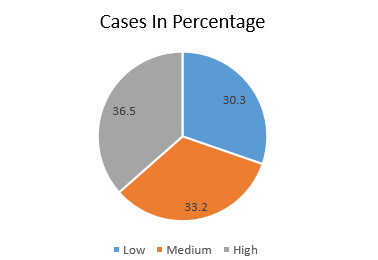 Cases In Percentage
30.3
36.5
33.2
Low Medium High